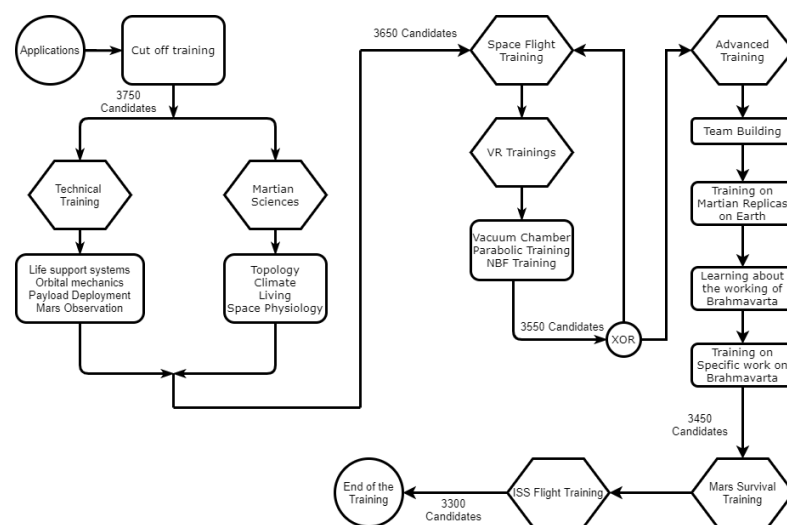 Applications
Cut off training
3750
Candidates
Technical
Training
Martian
Sciences
Life support systems
Orbital mechanics
Payload Deployment
Mars Observation
Topology
Climate
Living
Space Physiology
3650 Candidates
Space Flight
Training
VR Trainings
Vacuum Chamber
Parabolic Training
NBF Training
3550 Candidates
XOR
Advanced
Training
Team Building
Training on
Martian Replicas
on Earth
Learning about
the working of
Brahmavarta
Training on
Specific work on
Brahmavarta
3450
Candidates
Mars Survival
Training
ISS Flight Training
3300
Candidates
End of the
Training